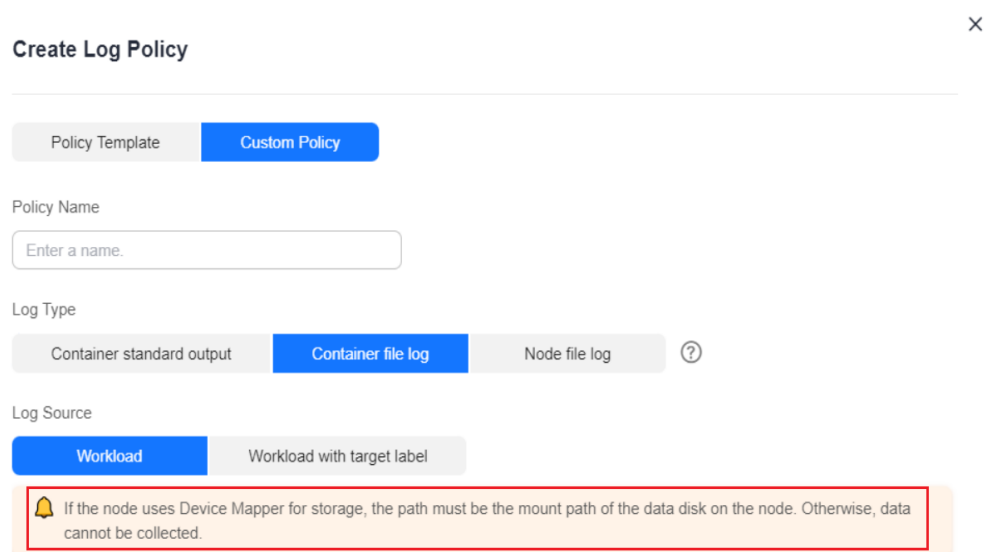 Create Log Policy
Policy Template
Custom Policy
Policy Name
Enter a name.
Log Type
Container standard output
Container file log
Node file log
?
Log Source
Workload
Workload with target label
If the node uses Device Mapper for storage, the path must be the mount path of the data disk on the node. Otherwise, data
cannot be collected.